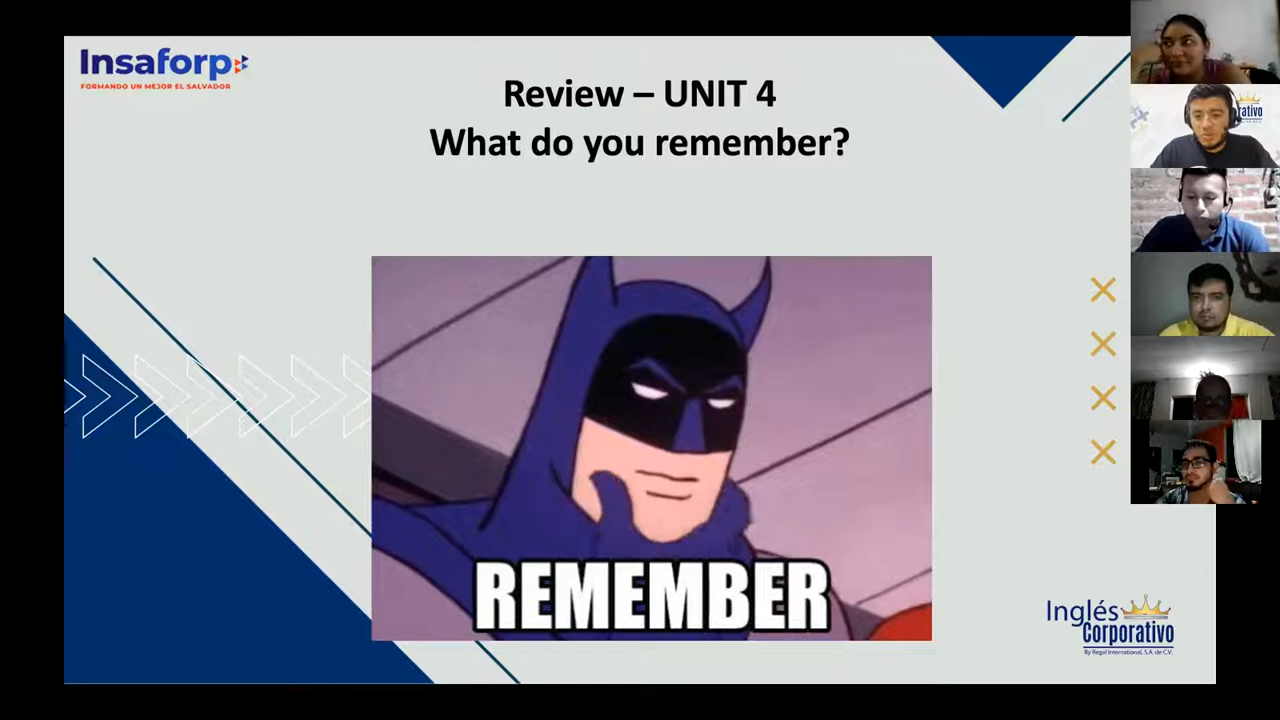 Insaforp
FORMANDO UN MEJOR EL SALVADOR
Review – UNIT 4
What do you remember?
REMEMBER
Inglés
Corporativo
By Regal International, S.A. de C.V.
ativo